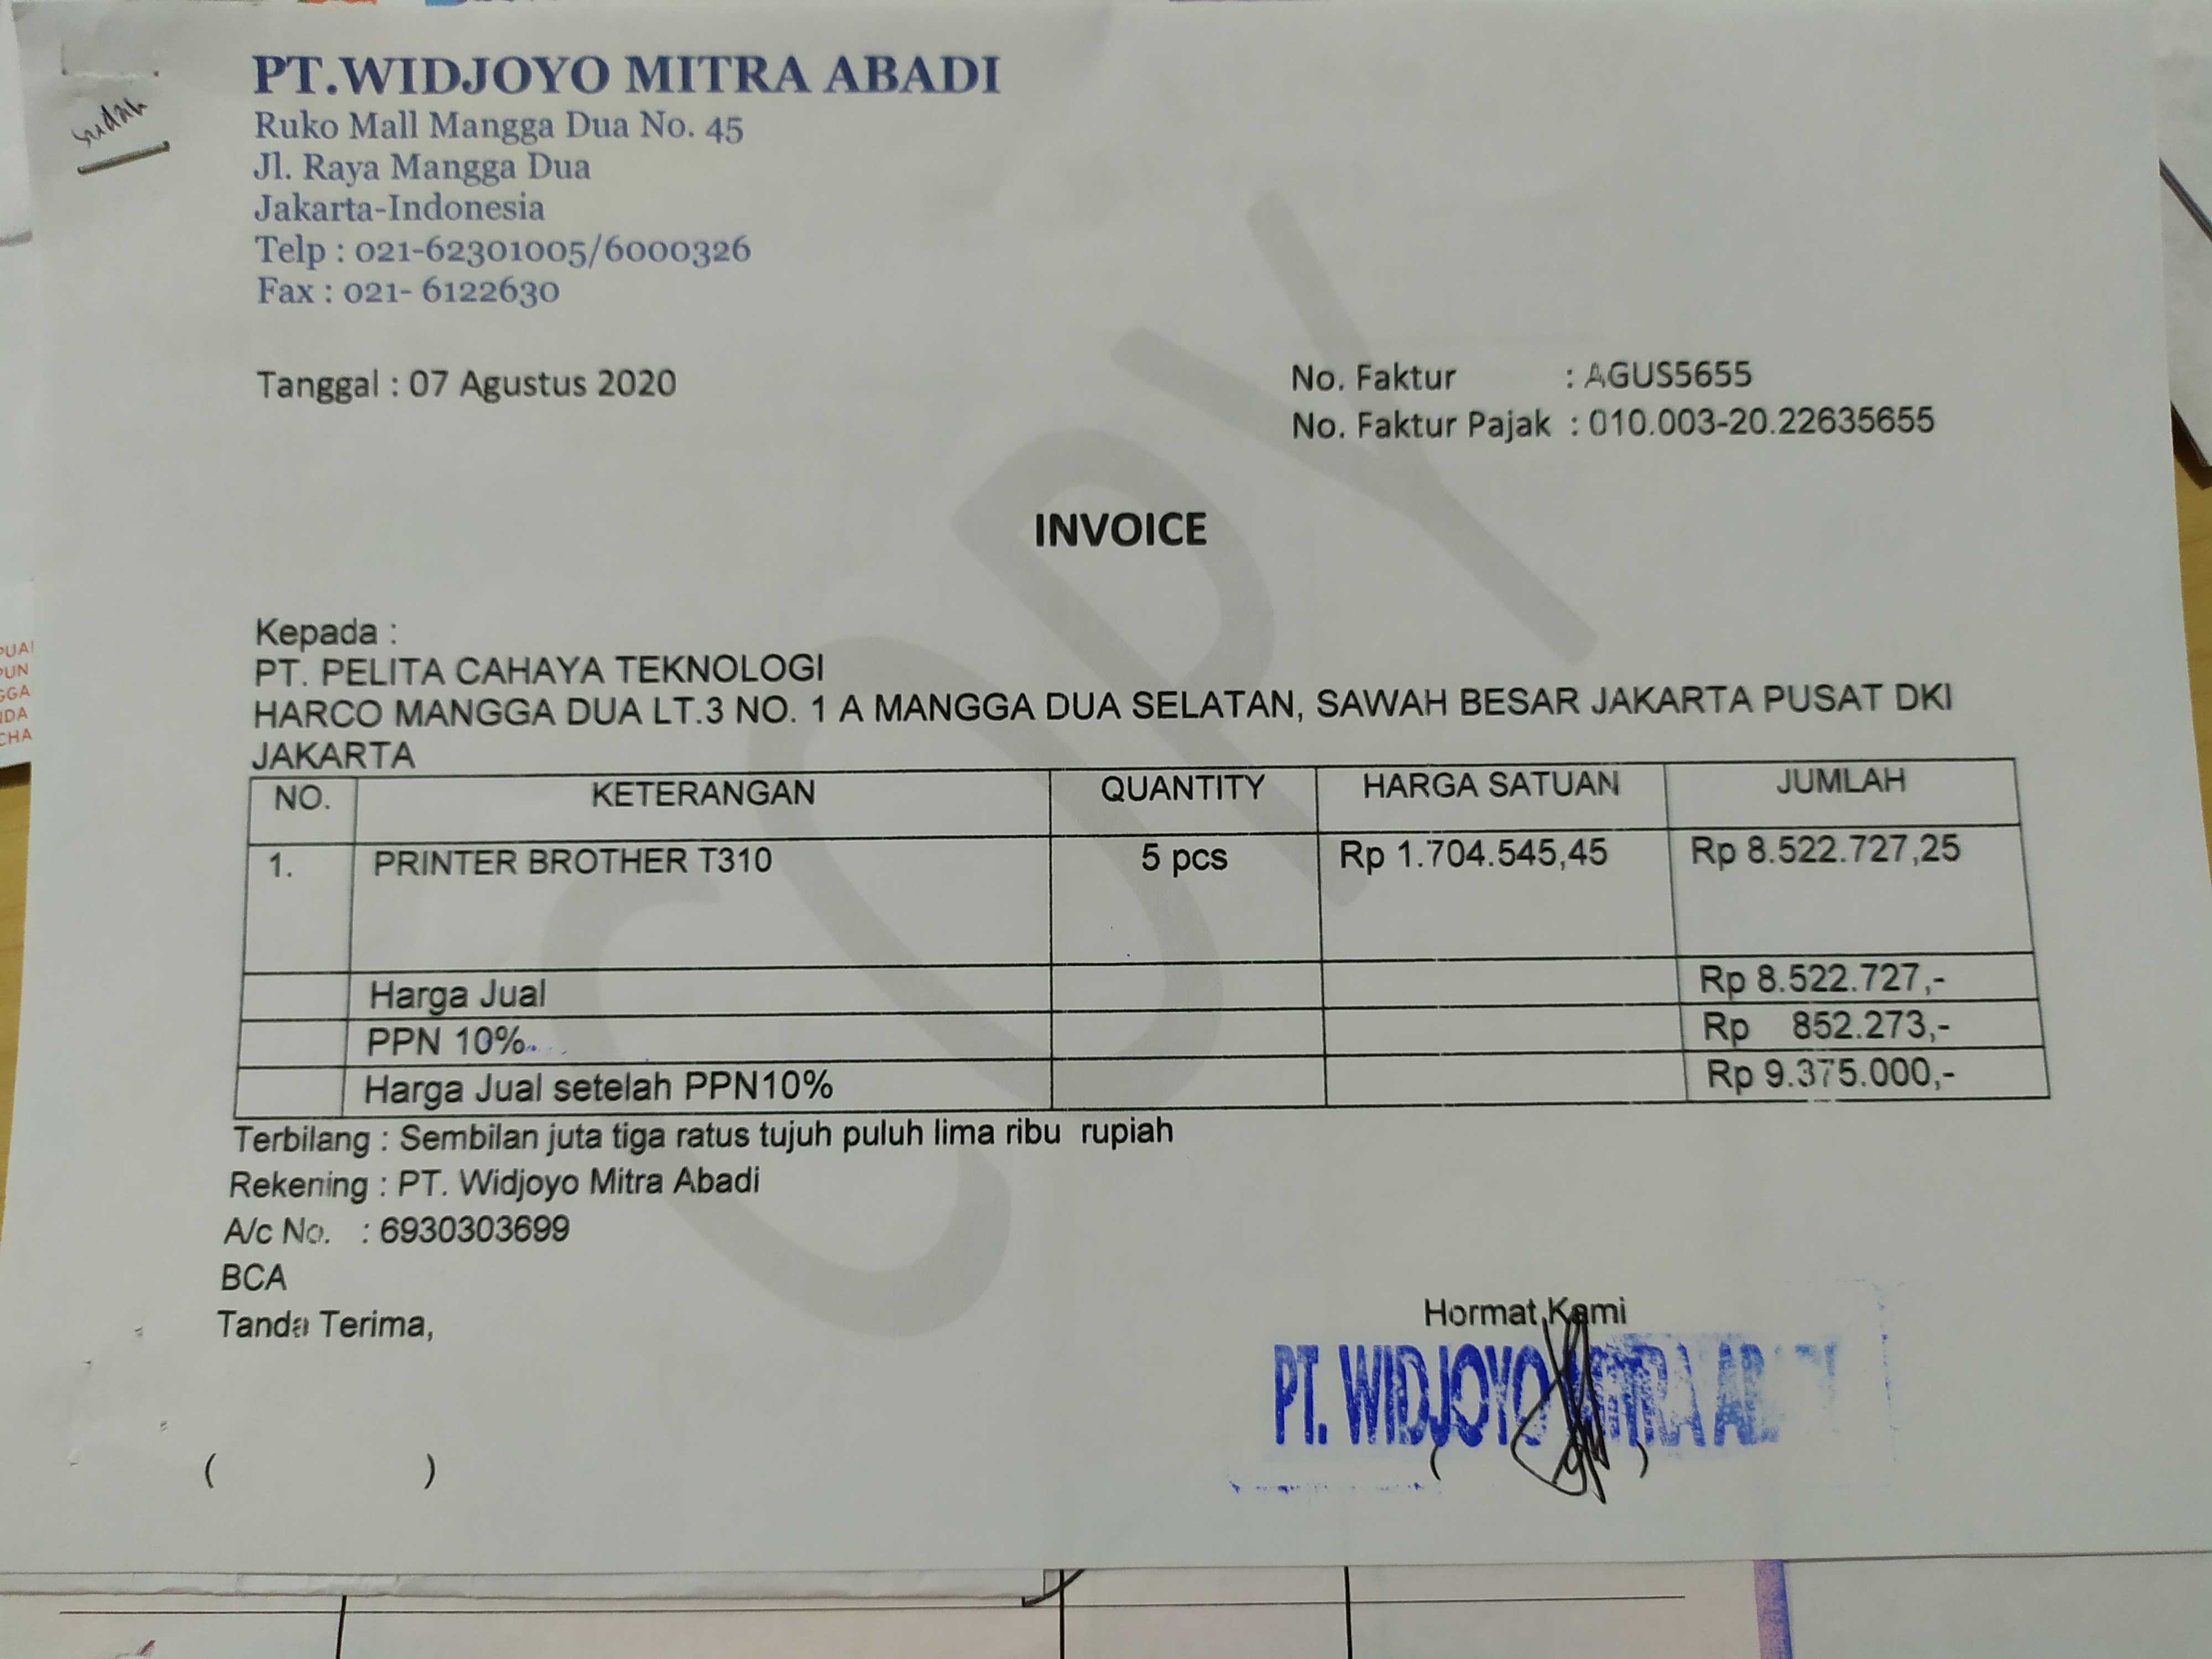 sudah
PT.WIDJOYO MITRA ABADI
Ruko Mall Mangga Dua No. 45
Jl. Raya Mangga Dua
Jakarta-Indonesia
Telp : 021-62301005/6000326
Fax : 021- 6122630
Tanggal : 07 Agustus 2020
No. Faktur : AGUS5655
No. Faktur Pajak : 010.003-20.22635655
COPY
INVOICE
Kepada :
PT. PELITA CAHAYA TEKNOLOGI
HARCO MANGGA DUA LT.3 NO. 1 A MANGGA DUA SELATAN, SAWAH BESAR JAKARTA PUSAT DKI
JAKARTA
NO. KETERANGAN QUANTITY HARGA SATUAN JUMLAH
1. PRINTER BROTHER T310 5 pcs Rp 1.704.545,45 Rp 8.522.727,25
Harga Jual Rp 8.522.727,-
PPN 10% Rp 852.273,-
Harga Jual setelah PPN10% Rp 9.375.000,-
Terbilang : Sembilan juta tiga ratus tujuh puluh lima ribu rupiah
Rekening : PT. Widjoyo Mitra Abadi
A/c No. : 6930303699
BCA
Tanda Terima,
Hormat Kami
PT. WIDJOYO MITRA
( )
( )